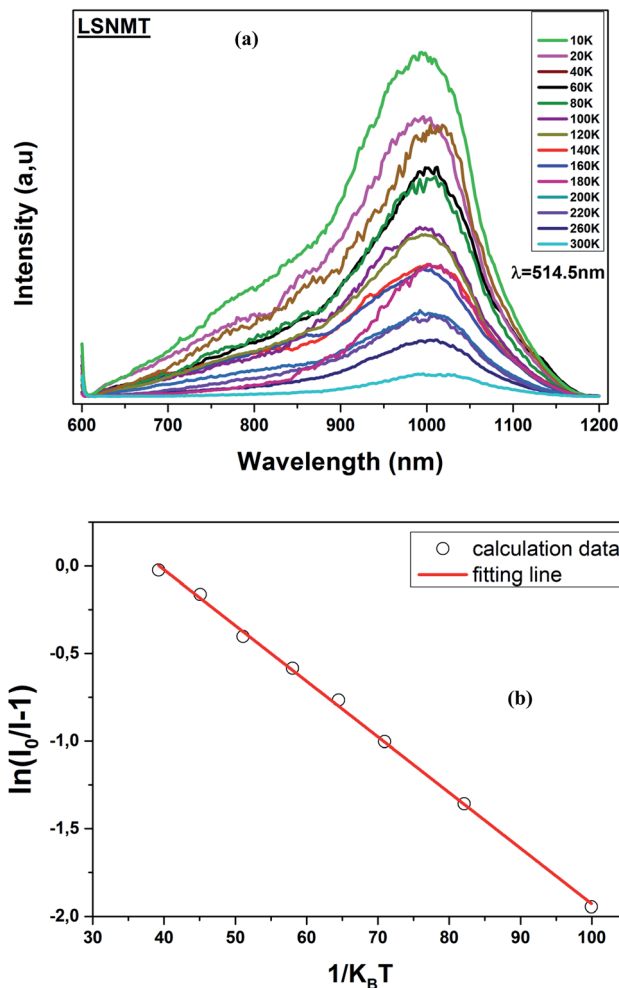 LSNMT
(a)
10K
20K
40K
60K
80K
100K
120K
140K
160K
180K
200K
220K
260K
300K
λ=514.5nm
Intensity (a,u)
600 700 800 900 1000 1100 1200
Wavelength (nm)
calculation data
fitting line
0,0
-0,5
-1,0
-1,5
-2,0
(b)
ln(I0/I-1)
30 40 50 60 70 80 90 100
1/KBT